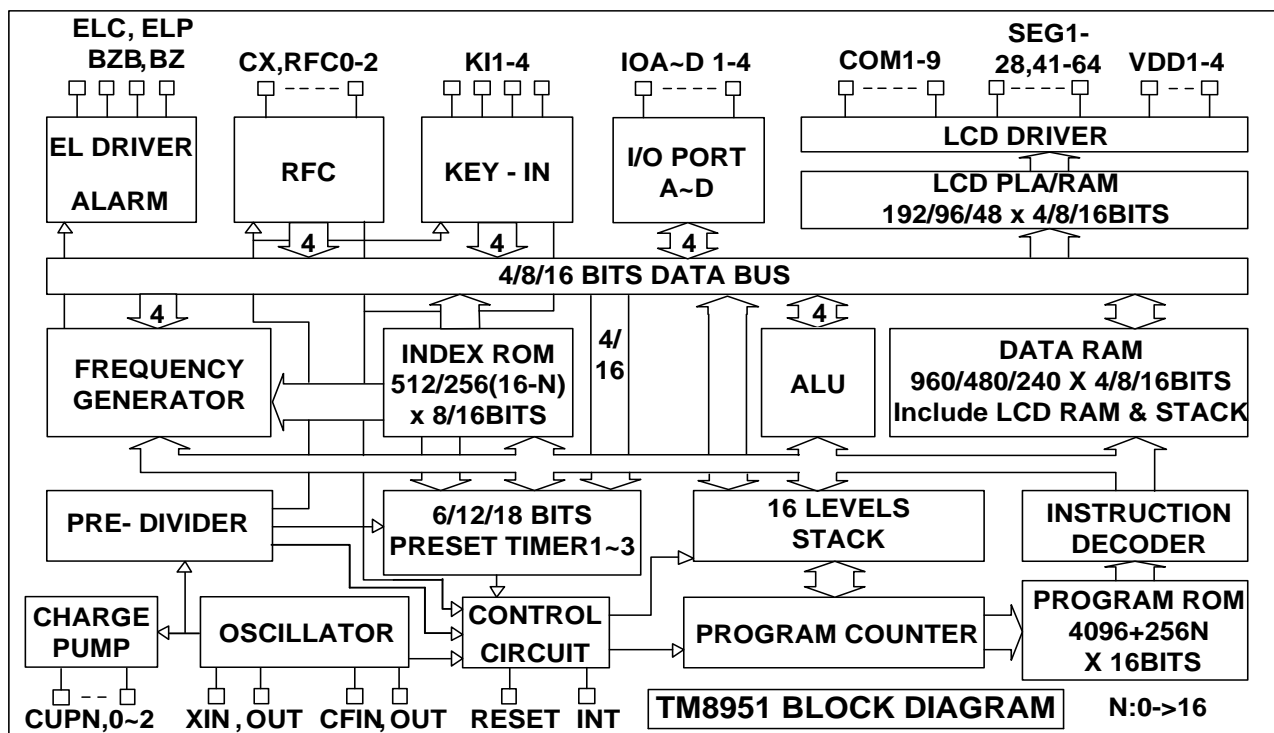 ELC, ELP
BZB, BZ
CX,RFC0-2
KI1-4
IOA~D 1-4
COM1-9
SEG1-
28,41-64
VDD1-4
EL DRIVER
ALARM
RFC
KEY - IN
I/O PORT
A~D
LCD DRIVER
LCD PLA/RAM
192/96/48 x 4/8/16BITS
4
4
4
4/8/16 BITS DATA BUS
4
4
FREQUENCY
GENERATOR
INDEX ROM
512/256(16-N)
x 8/16BITS
4/
16
ALU
DATA RAM
960/480/240 X 4/8/16BITS
Include LCD RAM & STACK
PRE- DIVIDER
6/12/18 BITS
PRESET TIMER1~3
16 LEVELS
STACK
INSTRUCTION
DECODER
CHARGE
PUMP
OSCILLATOR
CONTROL
CIRCUIT
PROGRAM COUNTER
PROGRAM ROM
4096+256N
X 16BITS
CUPN,0~2
XIN , OUT
CFIN, OUT
RESET
INT
TM8951 BLOCK DIAGRAM
N:0->16